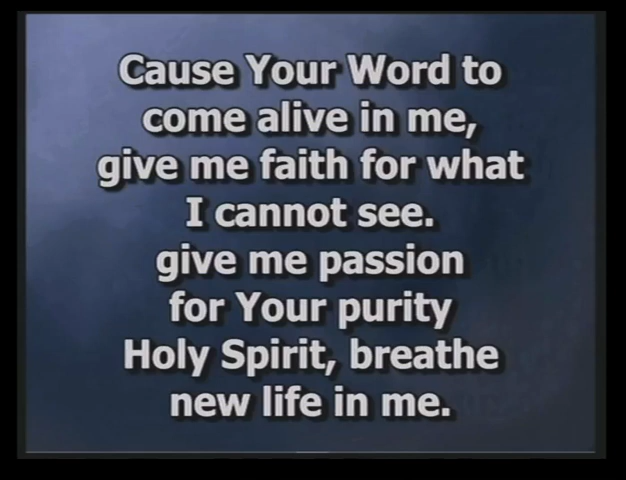 Cause Your Word to
come alive in me,
give me faith for what
I cannot see.
give me passion
for Your purity
Holy Spirit, breathe
new life in me.